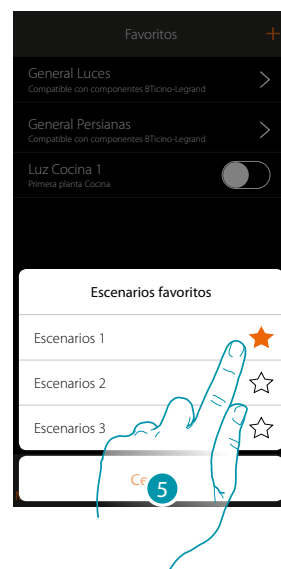 Favoritos
General Luces
Compatible con componentes BTicino-Legrand
General Persianas
Compatible con componentes BTicino-Legrand
Luz Cocina 1
Primera planta Cocina
Escenarios favoritos
Escenarios 1
Escenarios 2
Escenarios 3
5